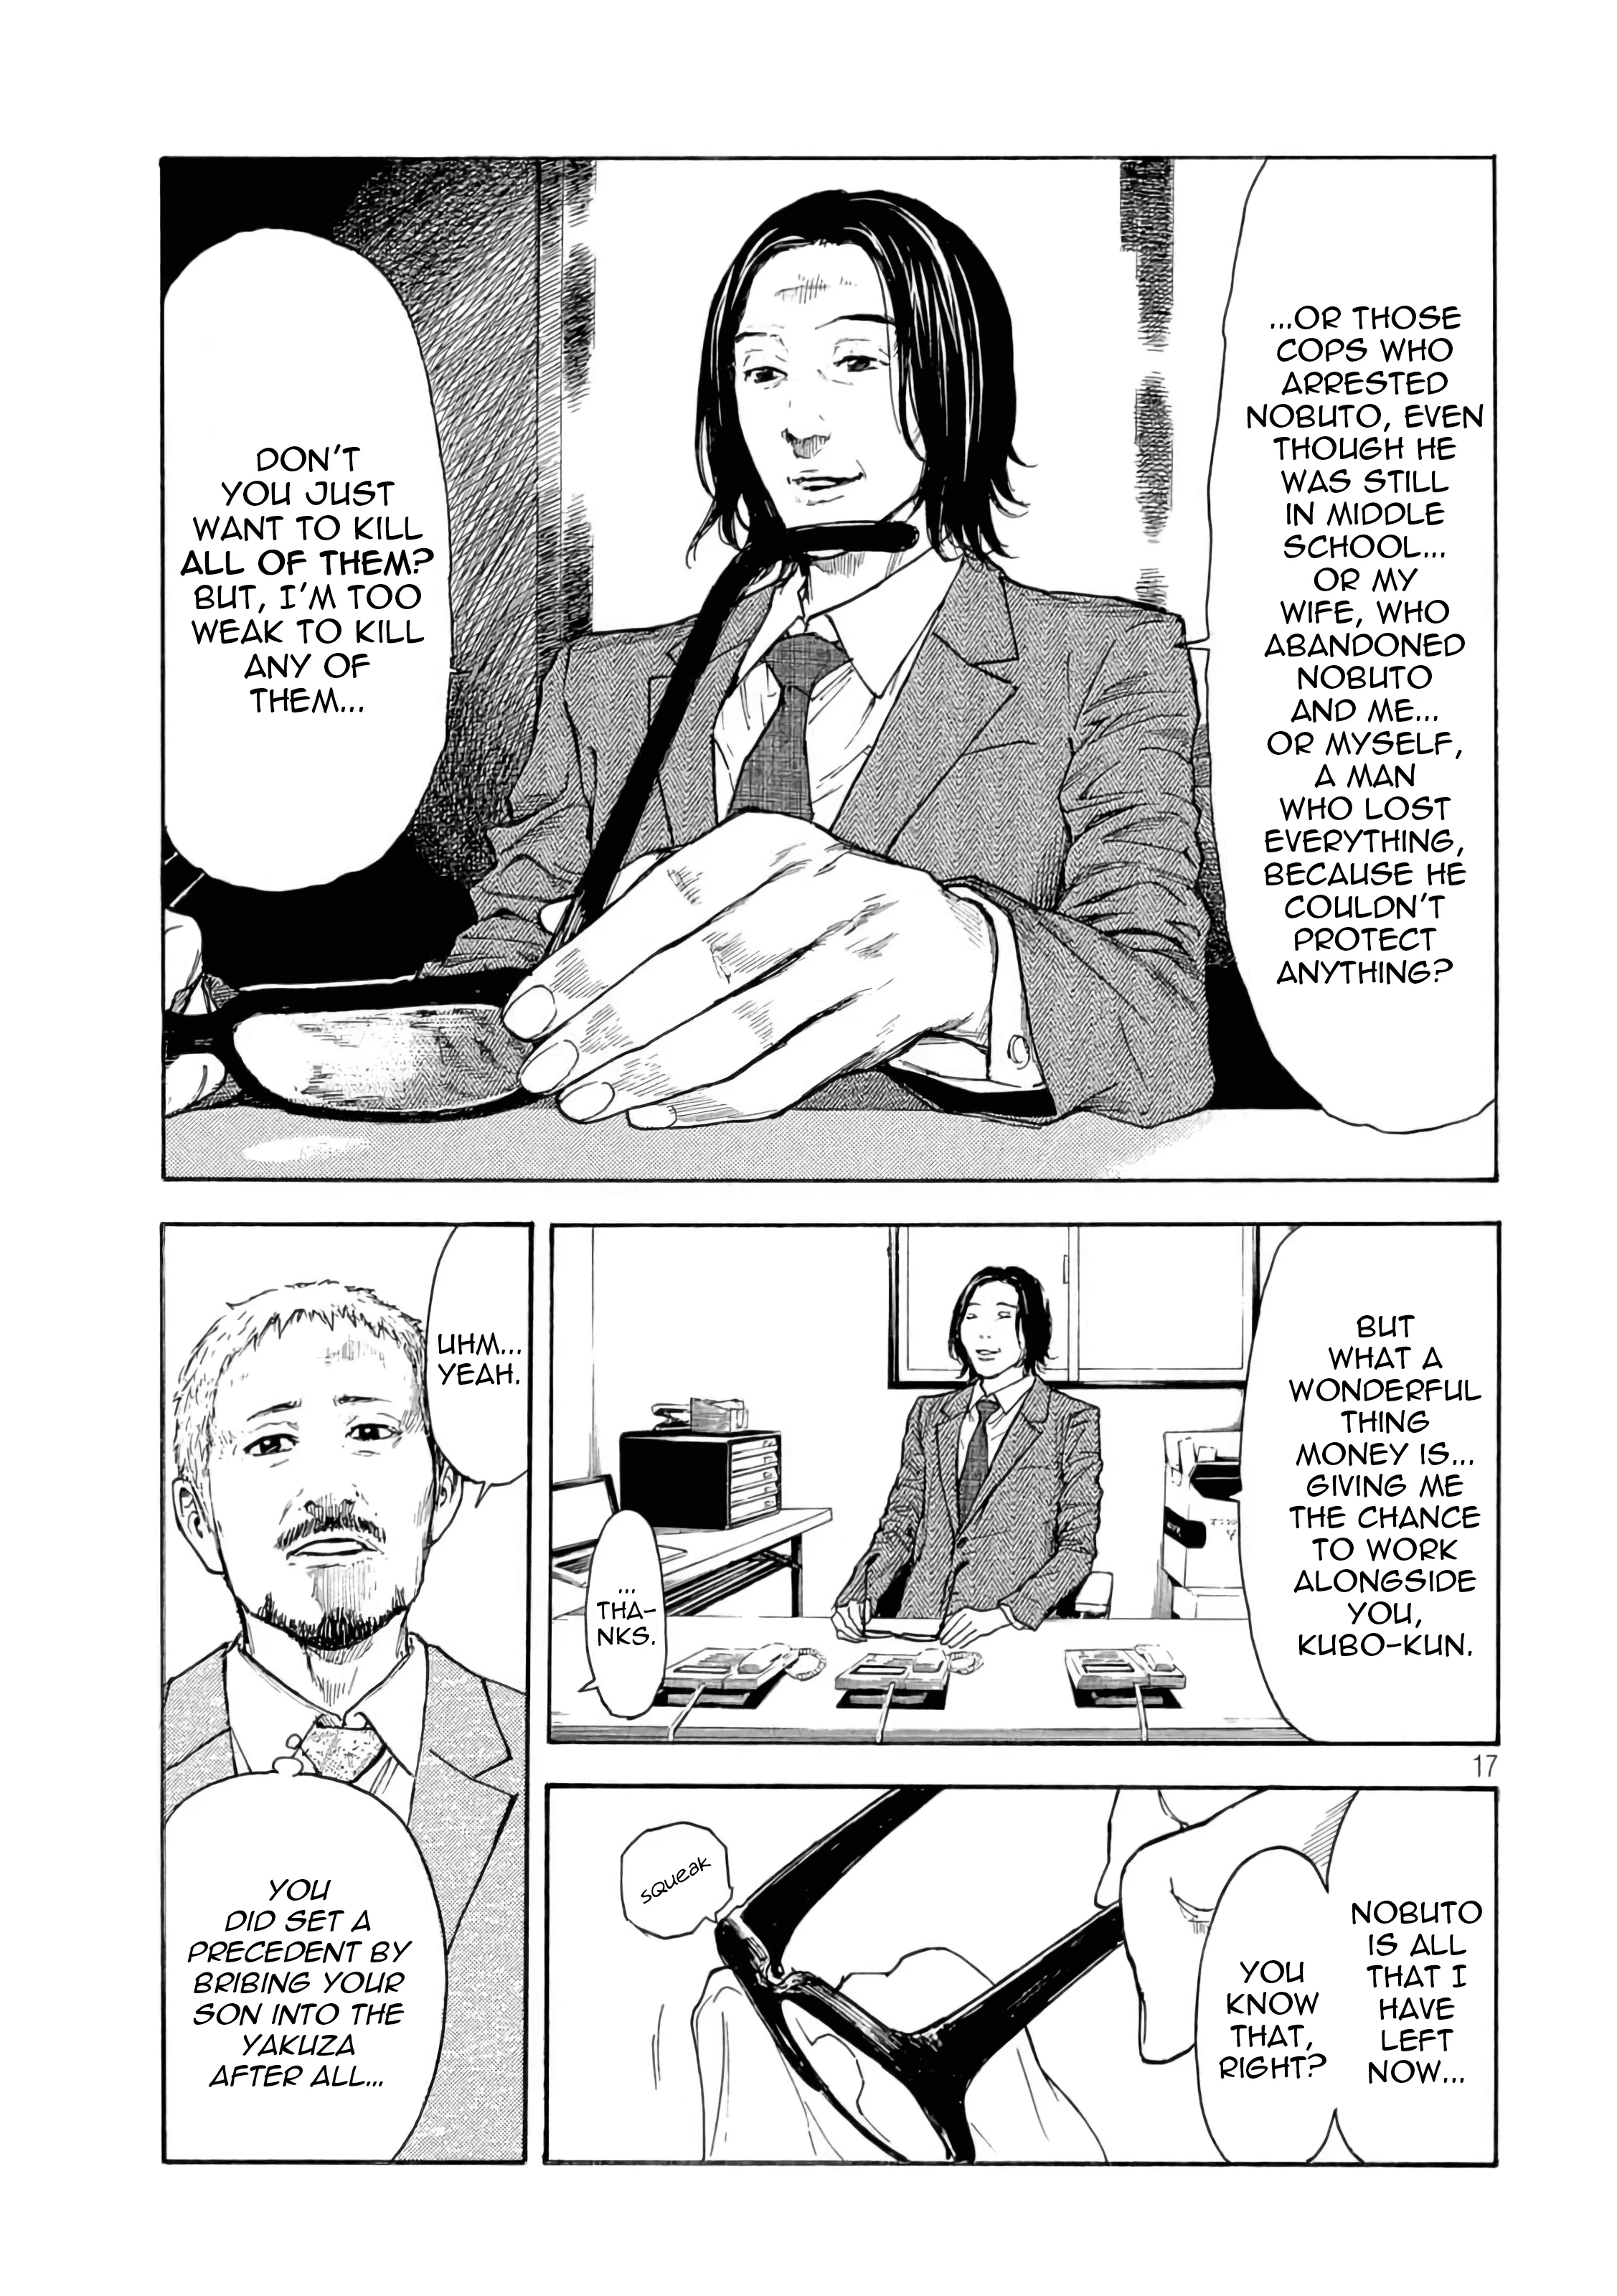 ...OR THOSE
COPS WHO
ARRESTED
NOBUTO, EVEN
THOUGH HE
WAS STILL
IN MIDDLE
SCHOOL...
OR MY
WIFE, WHO
ABANDONED
NOBUTO
AND ME...
OR MYSELF,
A MAN
WHO LOST
EVERYTHING,
BECAUSE HE
COULDN'T
PROTECT
ANYTHING?
DON'T
YOU JUST
WANT TO KILL
ALL OF THEM?
BUT, I'M TOO
WEAK TO KILL
ANY OF
THEM...
BUT
WHAT A
WONDERFUL
THING
MONEY IS...
GIVING ME
THE CHANCE
TO WORK
ALONGSIDE
YOU,
KUBO-KUN.
...
THA-
NKS.
17
NOBUTO
IS ALL
THAT I
HAVE
LEFT
NOW...
YOU
KNOW
THAT,
RIGHT?
squeak
UHM...
YEAH.
YOU
DID SET A
PRECEDENT BY
BRIBING YOUR
SON INTO THE
YAKUZA
AFTER ALL...